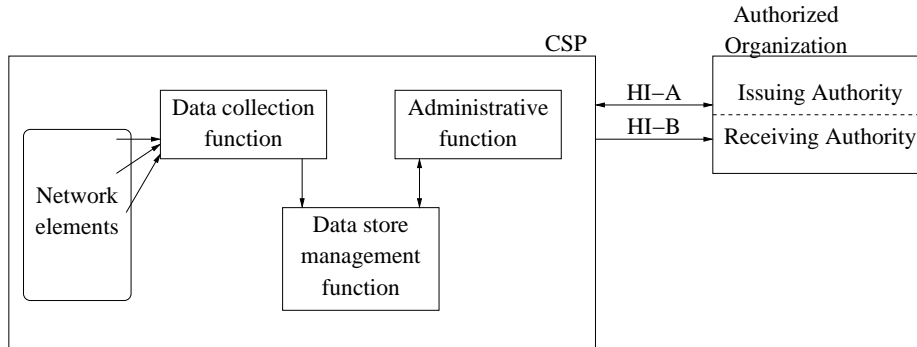 Authorized
Organization
CSP
HI−A
Issuing Authority
HI−B
Receiving Authority
Data collection
function
Administrative
function
Network
elements
Data store
management
function